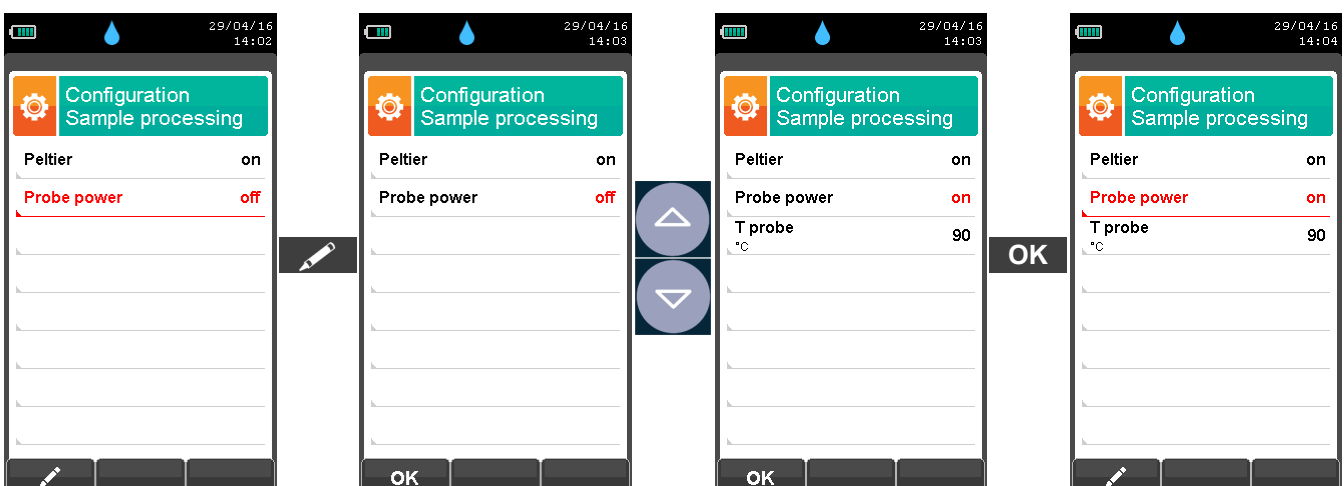 29/04/16
14:02
Configuration
Sample processing
Peltier on
Probe power off
29/04/16
14:03
Configuration
Sample processing
Peltier on
Probe power off
OK
29/04/16
14:03
Configuration
Sample processing
Peltier on
Probe power on
T probe 90
°C
OK
OK
29/04/16
14:04
Configuration
Sample processing
Peltier on
Probe power on
T probe 90
°C